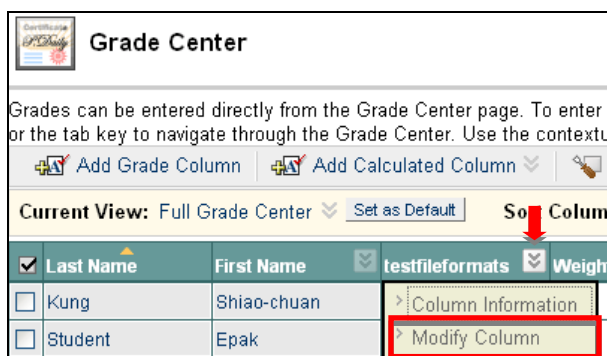 Certificate
Grade Center
Grades can be entered directly from the Grade Center page. To enter
or the tab key to navigate through the Grade Center. Use the contextu
Add Grade Column Add Calculated Column
Current View: Full Grade Center Set as Default Colum
Last Name First Name testfileformats Weigh
Kung Shiao-chuan > Column Information
Student Epak > Modify Column